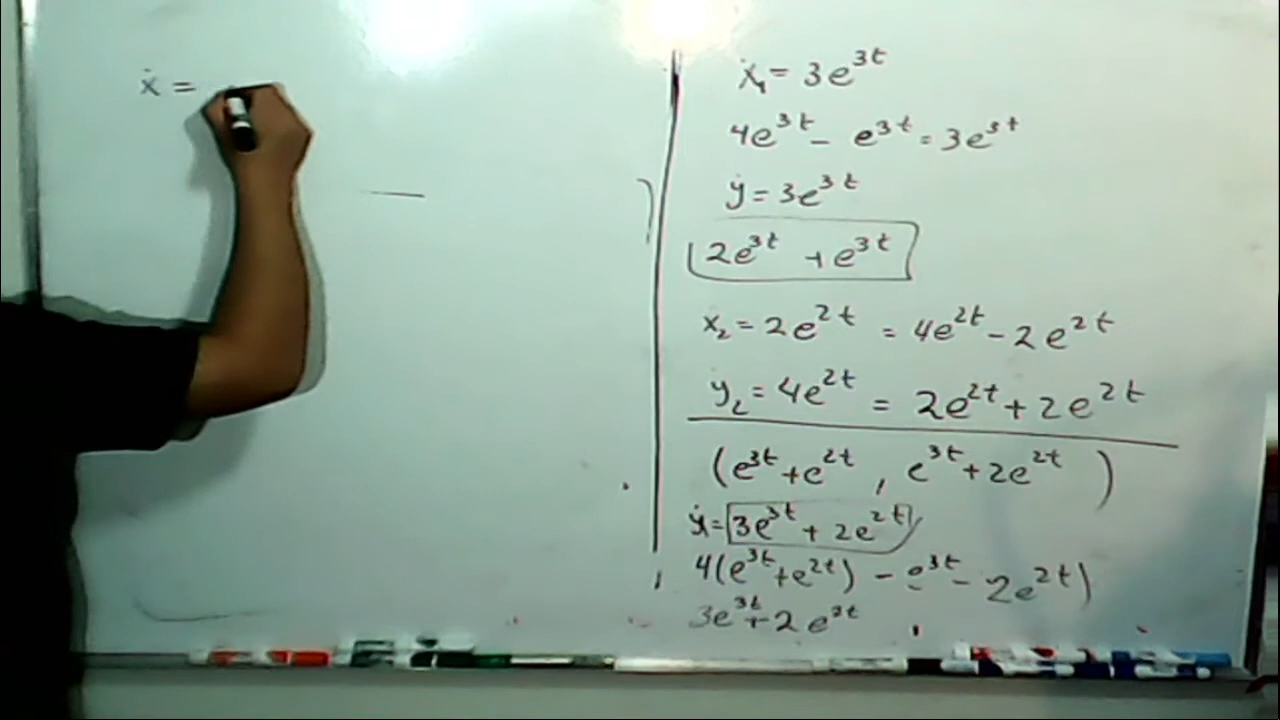 ẋ =
ẋ₁ = 3e^{3t}
4e^{3t} - e^{3t} = 3e^{3t}
ẏ = 3e^{3t}
2e^{3t} + e^{3t}
x₂ = 2e^{2t} = 4e^{2t} - 2e^{2t}
y₂ = 4e^{2t} = 2e^{2t} + 2e^{2t}
(e^{3t} + e^{2t} , e^{3t} + 2e^{2t} )
= 3e^{3t} + 2e^{2t}
4(e^{3t} + e^{2t}) - e^{3t} - 2e^{2t})
3e^{3t} + 2e^{3t}